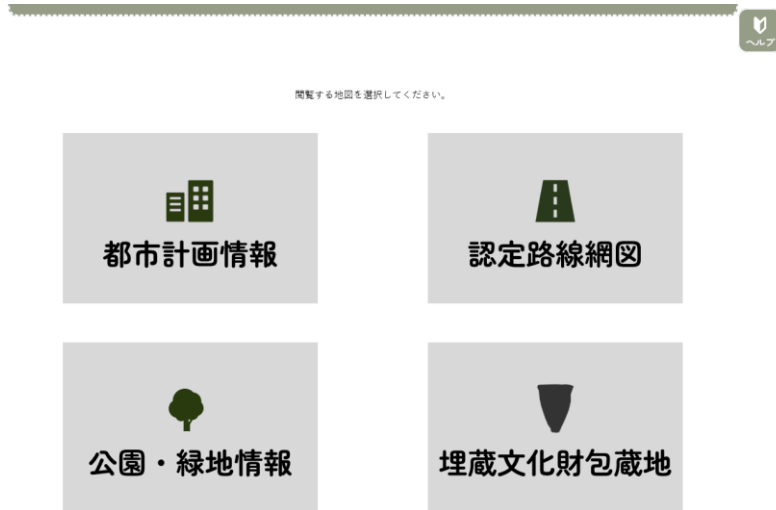 ヘルプ
閲覧する地図を選択してください。
都市計画情報
認定路線網図
公園・緑地情報
埋蔵文化財包蔵地